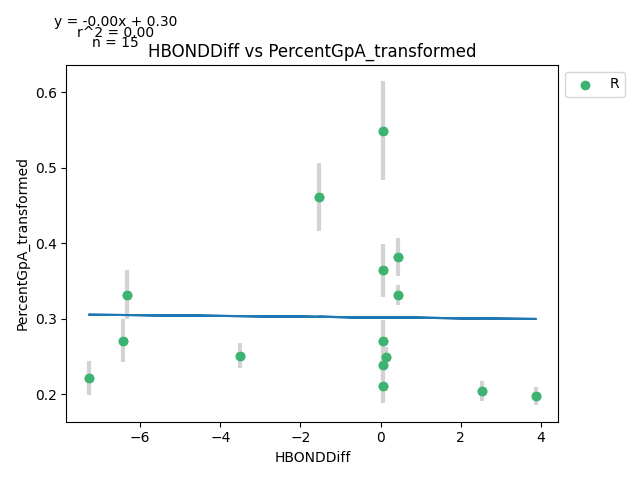 y = -0.00x + 0.30
r^2 = 0.00
n = 15
HBONDDiff vs PercentGpA_transformed
R
PercentGpA_transformed
0.6
0.5
0.4
0.3
0.2
−6
−4
−2
0
2
4
HBONDDiff